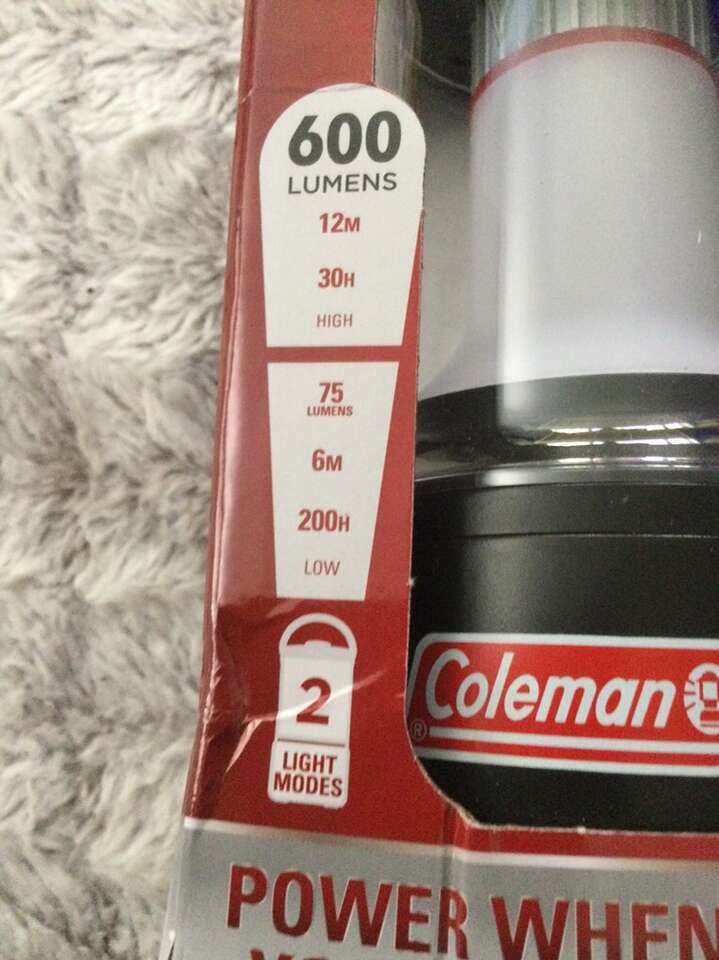 600
LUMENS
12M
30H
HIGH
75
LUMENS
6M
200H
LOW
2
LIGHT
MODES
Coleman
®
POWER WHEN